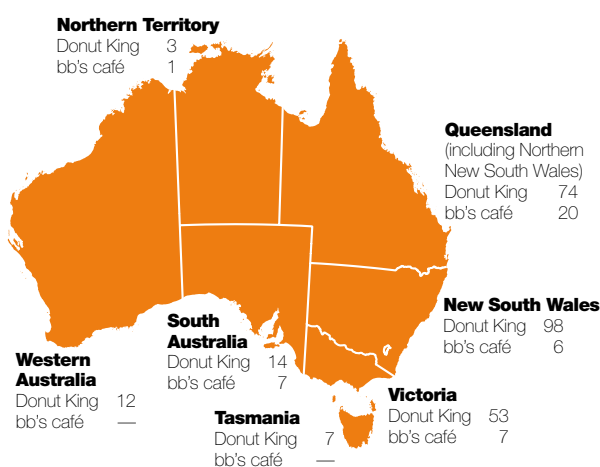 Northern Territory
Donut King 3
bb's café 1
Queensland
(including Northern
New South Wales)
Donut King 74
bb's café 20
New South Wales
Donut King 98
bb's café 6
South
Australia
Donut King 14
bb's café 7
Western
Australia
Donut King 12
bb's café —
Victoria
Donut King 53
bb's café 7
Tasmania
Donut King 7
bb's café —